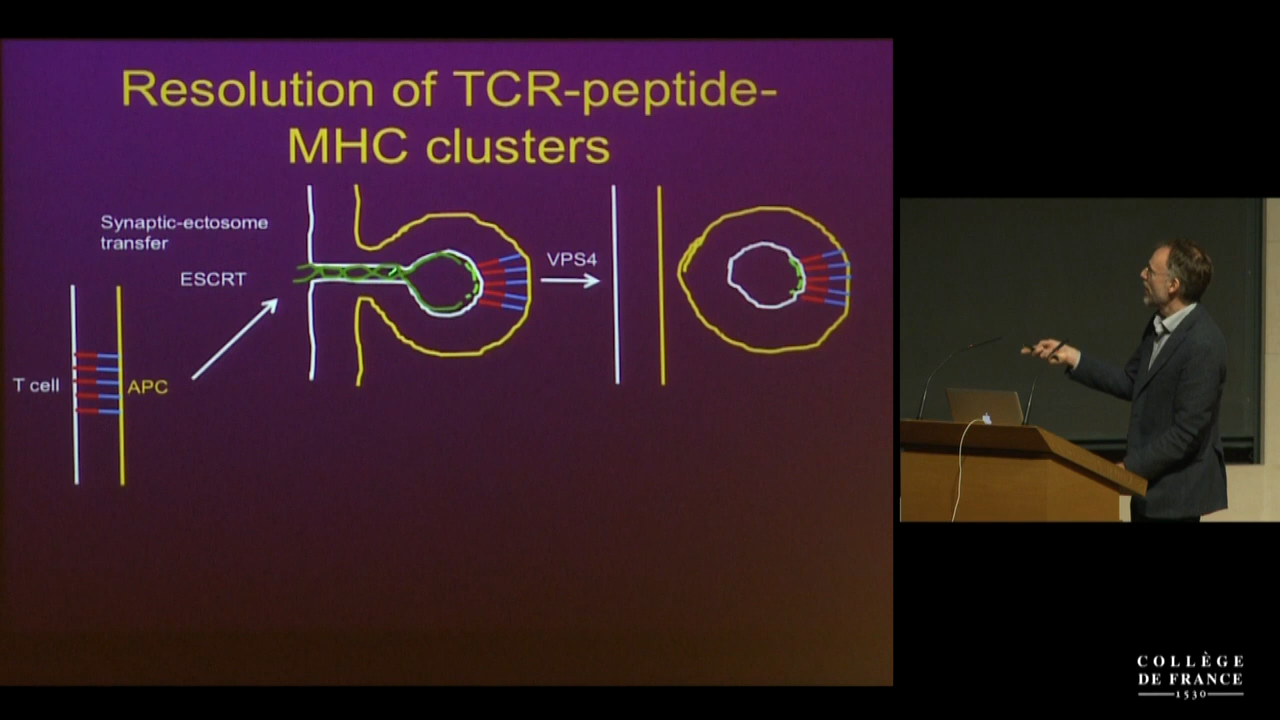 Resolution of TCR-peptide-
MHC clusters
Synaptic-ectosome
transfer
ESCRT
VPS4
T cell
APC
COLLÈGE
DE FRANCE
1530